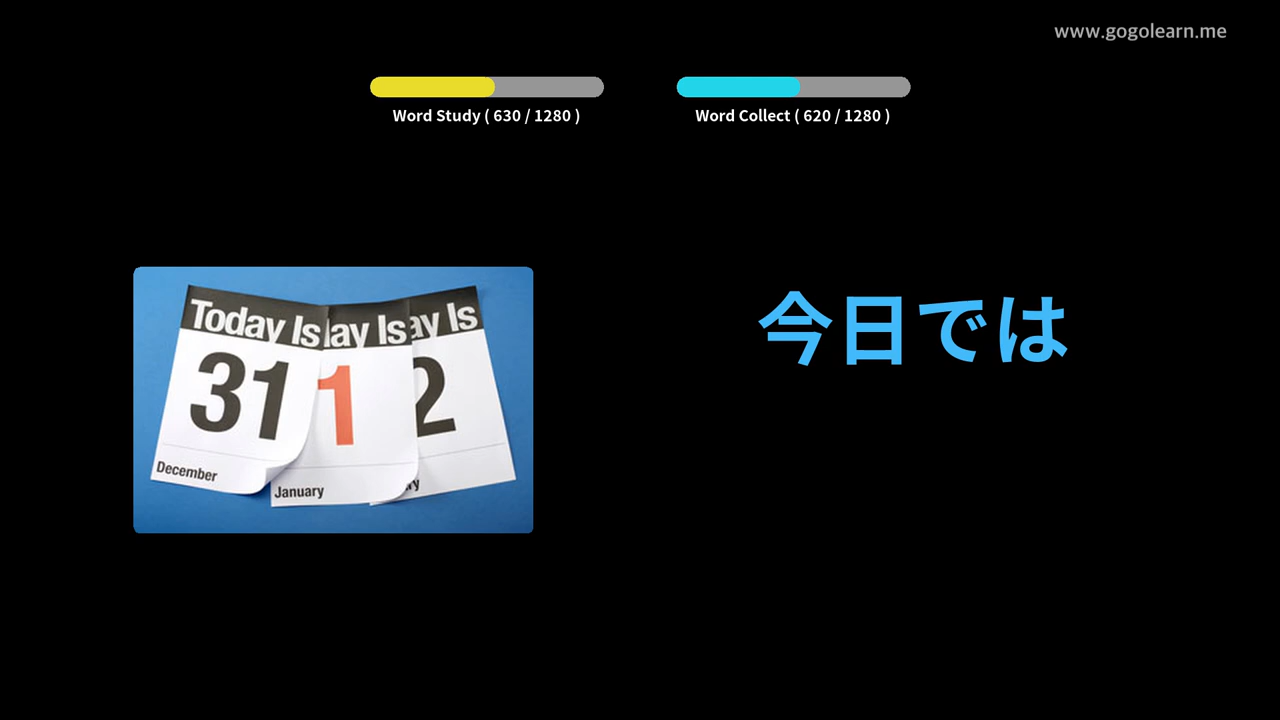 www.gogolearn.me
Word Study ( 630 / 1280 )
Word Collect ( 620 / 1280 )
今日では
Today Is
31
December
ay Is
1
January
ay Is
2
ry